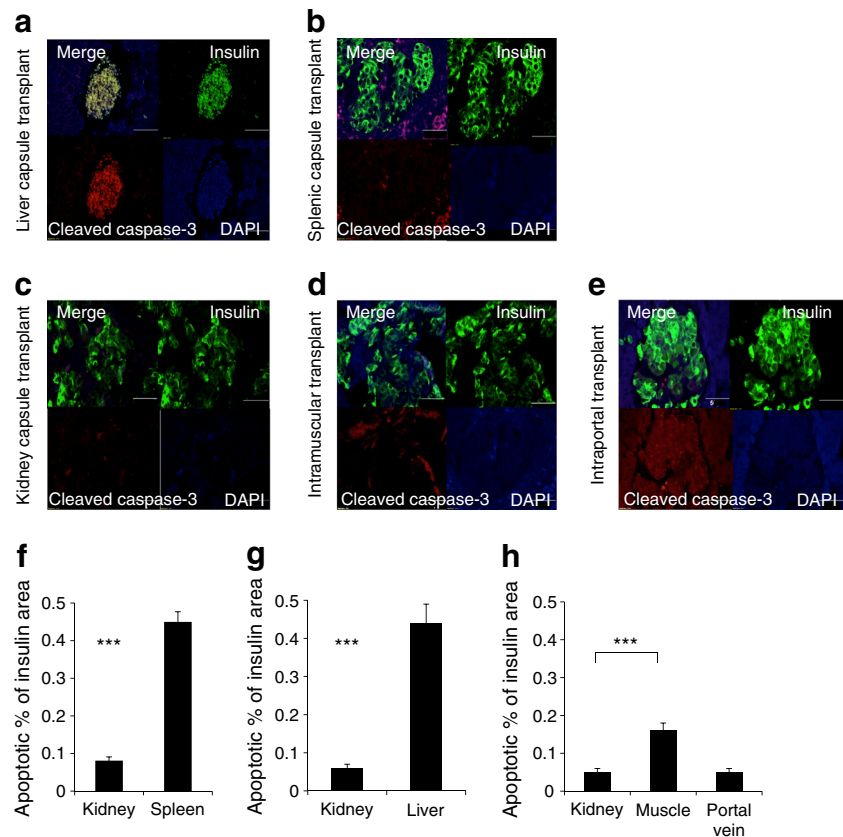 a
Liver capsule transplant
Merge
Insulin
Cleaved caspase-3
DAPI
b
Splenic capsule transplant
Merge
Insulin
Cleaved caspase-3
DAPI
c
Kidney capsule transplant
Merge
Insulin
Cleaved caspase-3
DAPI
d
Intramuscular transplant
Merge
Insulin
Cleaved caspase-3
DAPI
e
Intraportal transplant
Merge
Insulin
Cleaved caspase-3
DAPI
f
Apoptotic % of insulin area
0.5
0.4
0.3
0.2
0.1
0
***
Kidney
Spleen
g
Apoptotic % of insulin area
0.5
0.4
0.3
0.2
0.1
0
***
Kidney
Liver
h
Apoptotic % of insulin area
0.5
0.4
0.3
0.2
0.1
0
***
Kidney
Muscle
Portal
vein